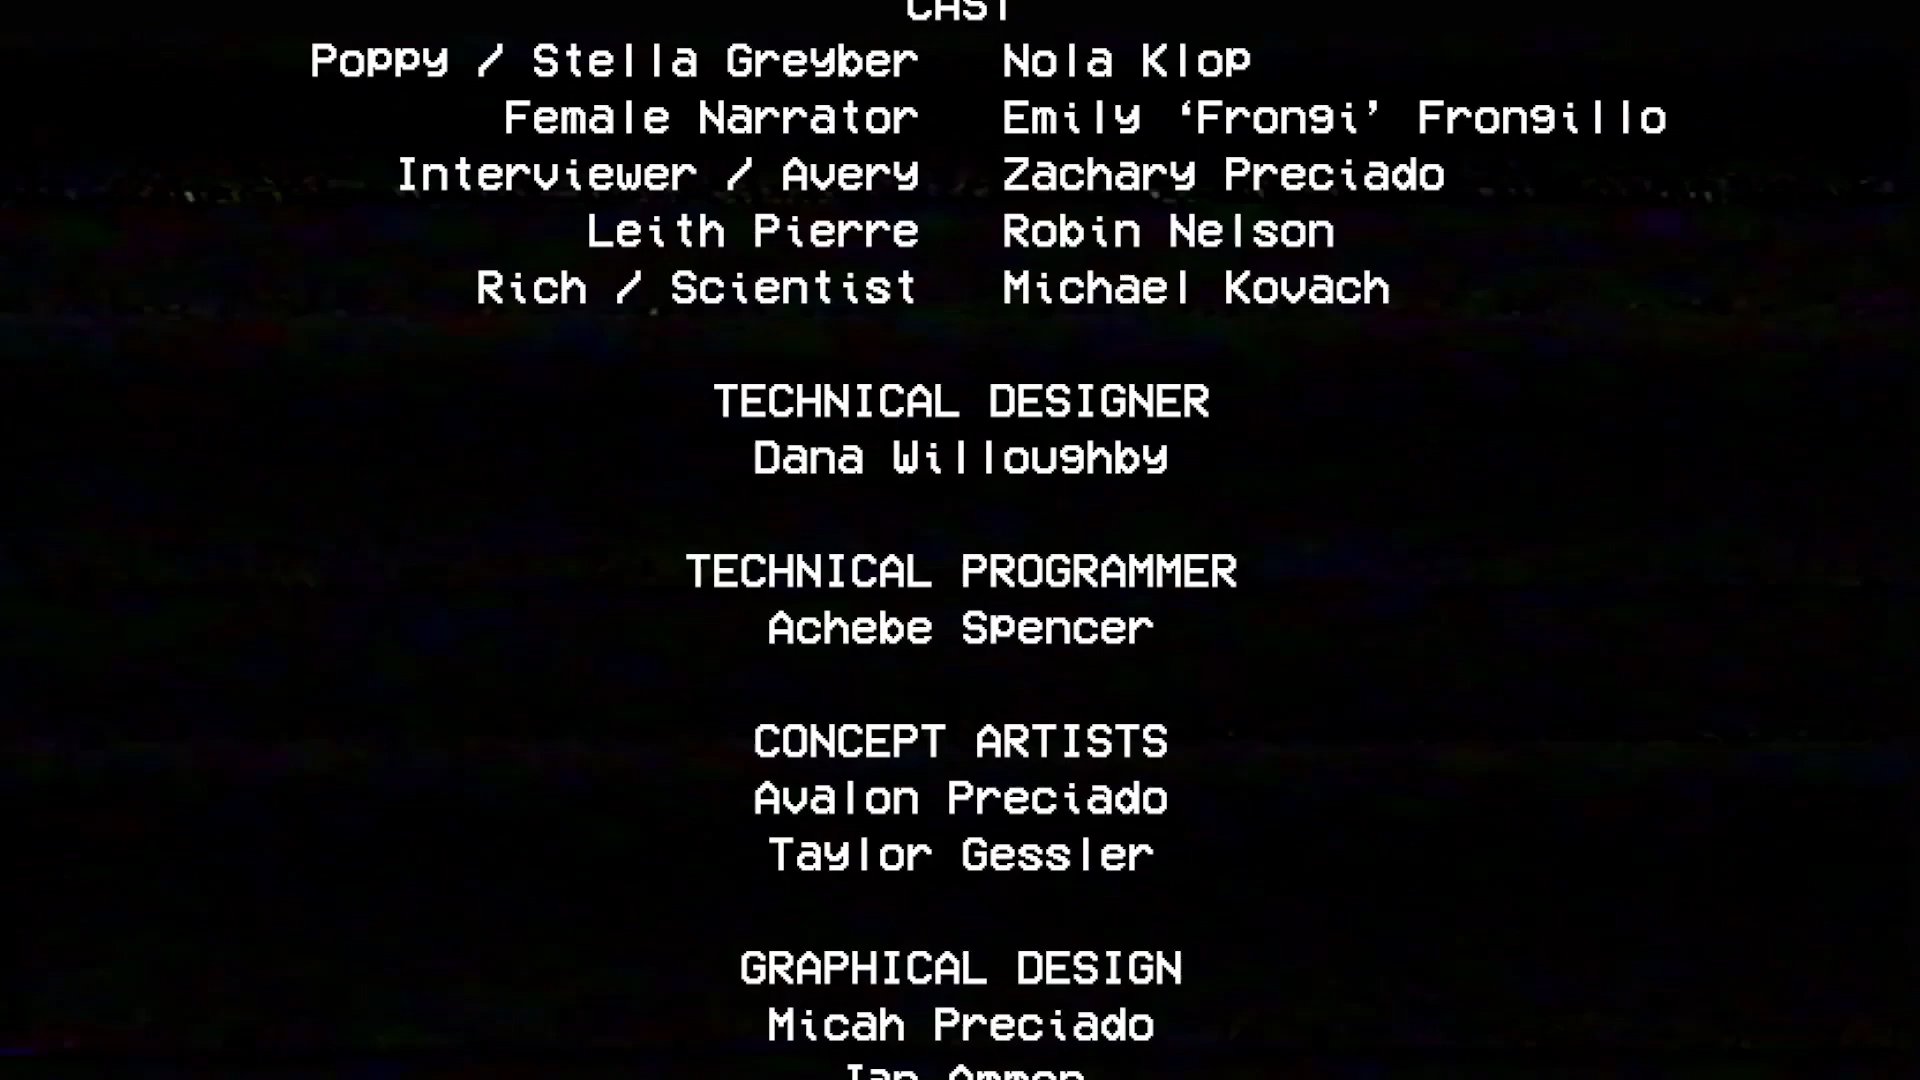 CAST
Poppy / Stella Greyber Nola Klop
Female Narrator Emily ‘Frongi’ Frongillo
Interviewer / Avery Zachary Preciado
Leith Pierre Robin Nelson
Rich / Scientist Michael Kovach
TECHNICAL DESIGNER
Dana Willoughby
TECHNICAL PROGRAMMER
Achebe Spencer
CONCEPT ARTISTS
Avalon Preciado
Taylor Gessler
GRAPHICAL DESIGN
Micah Preciado